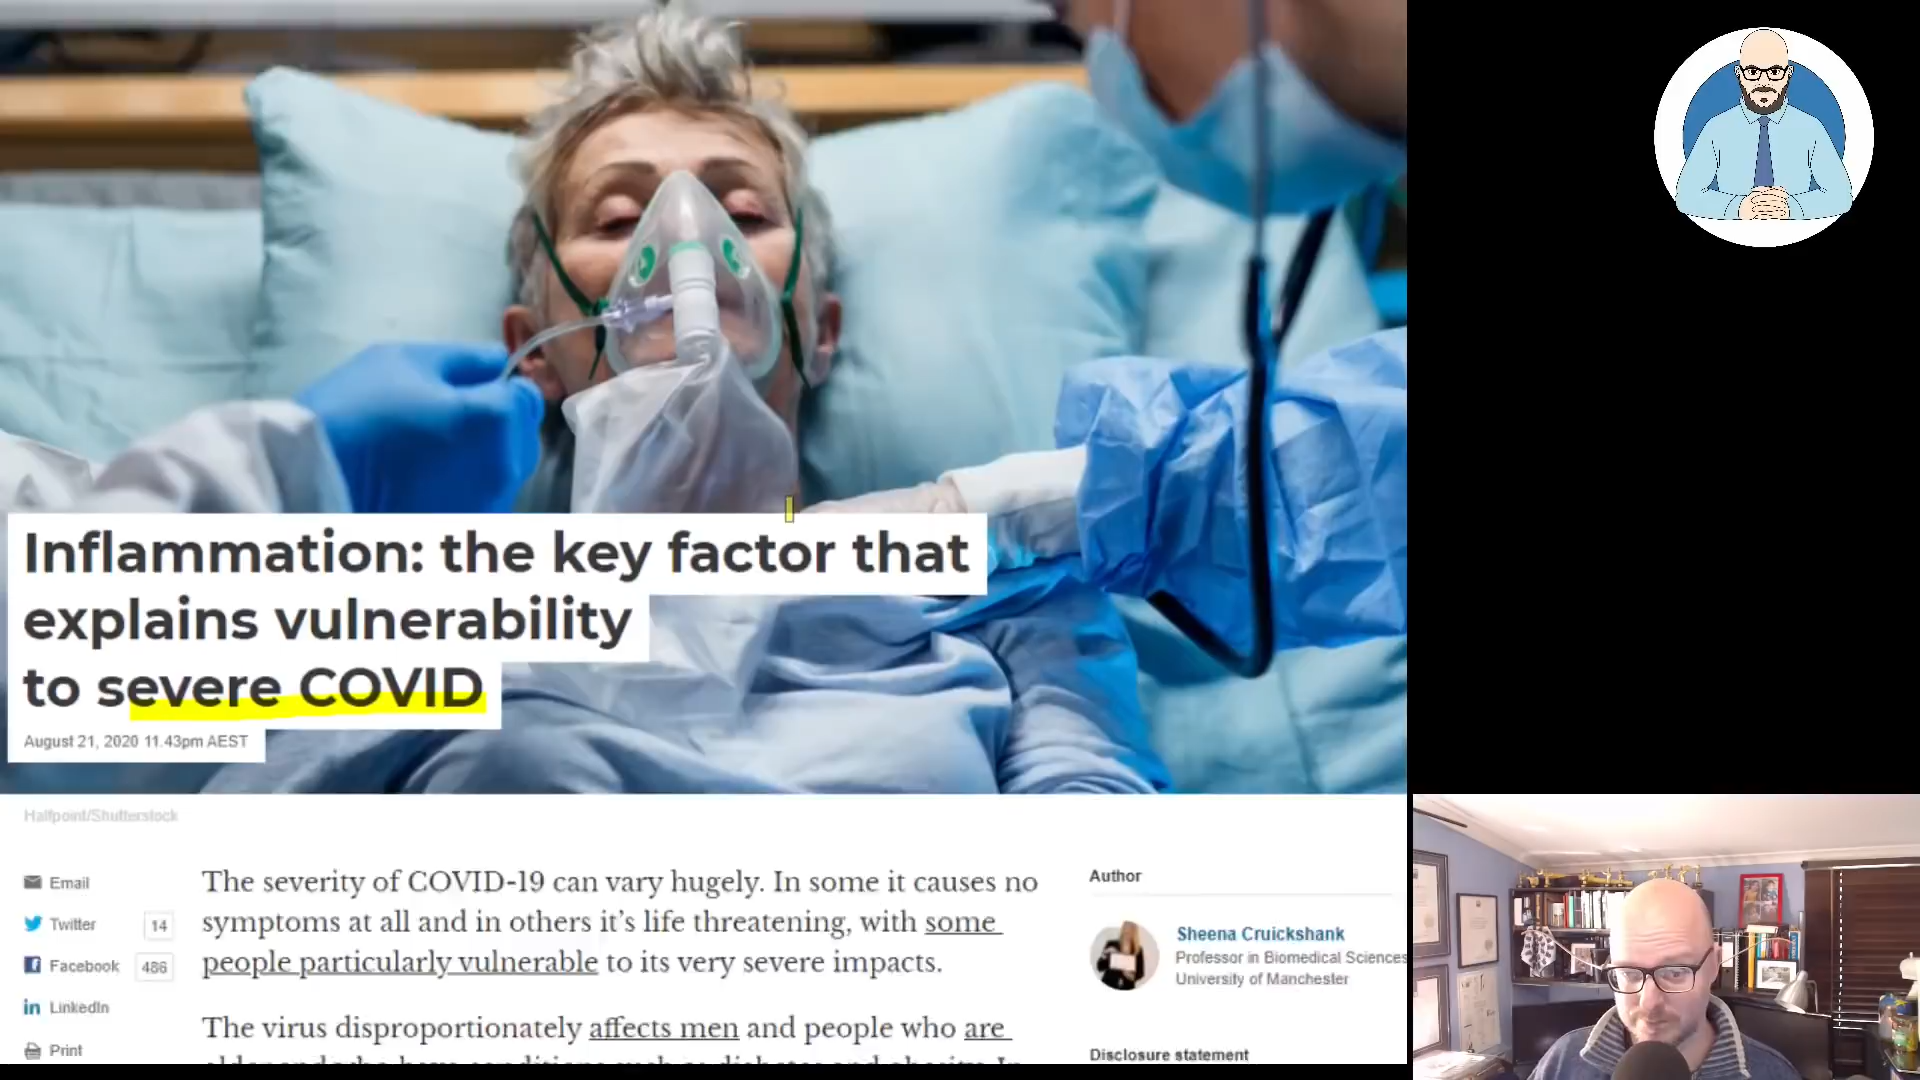 Inflammation: the key factor that
explains vulnerability
to severe COVID
August 21, 2020 11.43pm AEST
Halfpoint/Shutterstock
Email
Twitter 14
Facebook 486
LinkedIn
Print
The severity of COVID-19 can vary hugely. In some it causes no
symptoms at all and in others it's life threatening, with some
people particularly vulnerable to its very severe impacts.
The virus disproportionately affects men and people who are
Author
Sheena Cruickshank
Professor in Biomedical Sciences
University of Manchester
Disclosure statement